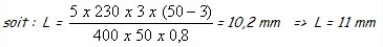 soit : L = 5 x 230 x 3 x (50 – 3) / 400 x 50 x 0,8 = 10,2 mm => L = 11 mm